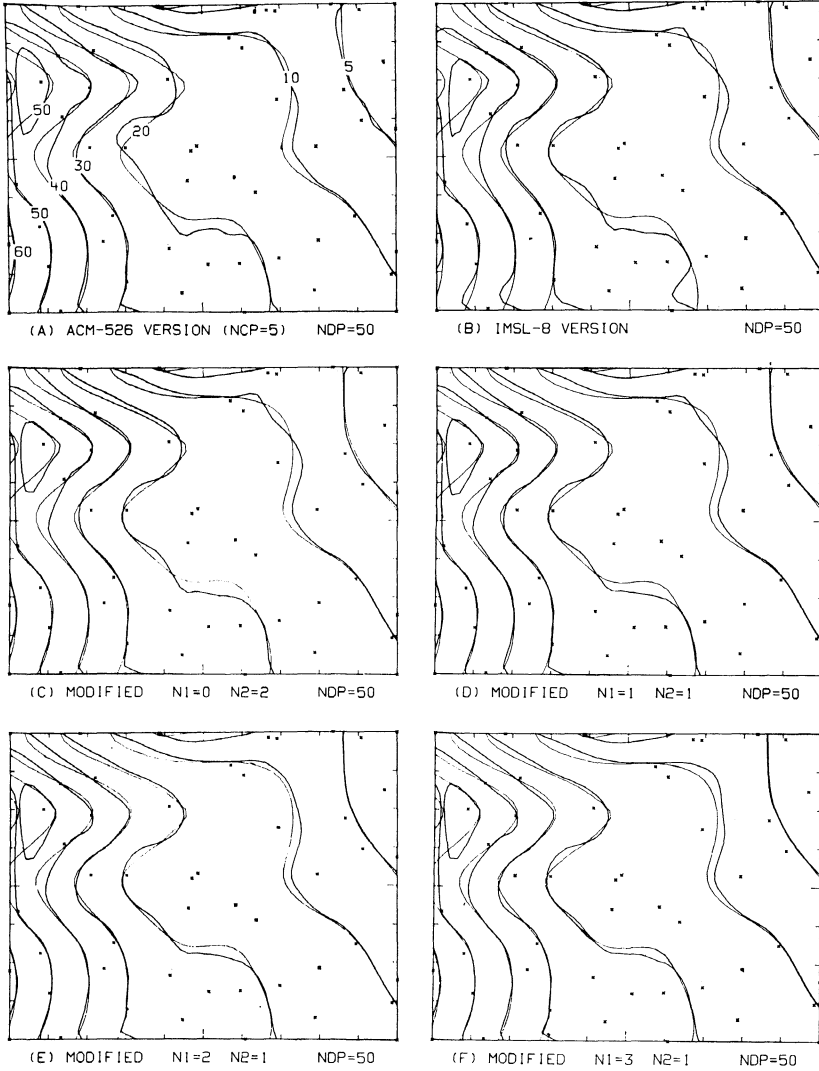 10
5
50
20
30
40
50
60
(A) ACM-526 VERSION (NCP=5) NDP=50
(B) IMSL-8 VERSION NDP=50
(C) MODIFIED N1=0 N2=2 NDP=50
(D) MODIFIED N1=1 N2=1 NDP=50
(E) MODIFIED N1=2 N2=1 NDP=50
(F) MODIFIED N1=3 N2=1 NDP=50